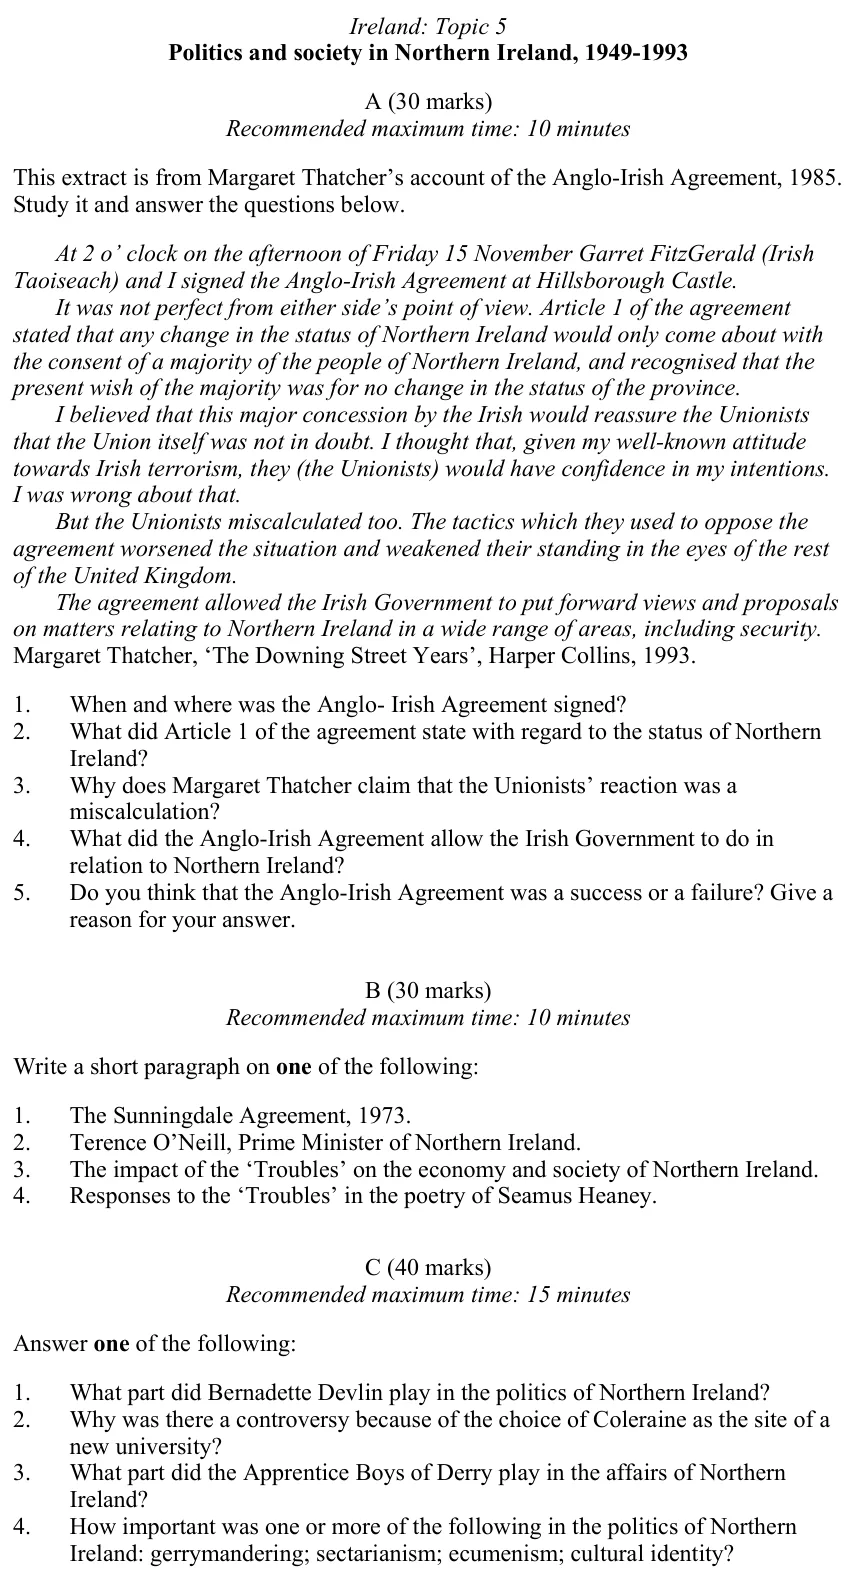 Ireland: Topic 5
Politics and society in Northern Ireland, 1949-1993
A (30 marks)
Recommended maximum time: 10 minutes
This extract is from Margaret Thatcher’s account of the Anglo-Irish Agreement, 1985.
Study it and answer the questions below.
At 2 o’ clock on the afternoon of Friday 15 November Garret FitzGerald (Irish
Taoiseach) and I signed the Anglo-Irish Agreement at Hillsborough Castle.
It was not perfect from either side’s point of view. Article 1 of the agreement
stated that any change in the status of Northern Ireland would only come about with
the consent of a majority of the people of Northern Ireland, and recognised that the
present wish of the majority was for no change in the status of the province.
I believed that this major concession by the Irish would reassure the Unionists
that the Union itself was not in doubt. I thought that, given my well-known attitude
towards Irish terrorism, they (the Unionists) would have confidence in my intentions.
I was wrong about that.
But the Unionists miscalculated too. The tactics which they used to oppose the
agreement worsened the situation and weakened their standing in the eyes of the rest
of the United Kingdom.
The agreement allowed the Irish Government to put forward views and proposals
on matters relating to Northern Ireland in a wide range of areas, including security.
Margaret Thatcher, ‘The Downing Street Years’, Harper Collins, 1993.
1. When and where was the Anglo- Irish Agreement signed?
2. What did Article 1 of the agreement state with regard to the status of Northern
Ireland?
3. Why does Margaret Thatcher claim that the Unionists’ reaction was a
miscalculation?
4. What did the Anglo-Irish Agreement allow the Irish Government to do in
relation to Northern Ireland?
5. Do you think that the Anglo-Irish Agreement was a success or a failure? Give a
reason for your answer.
B (30 marks)
Recommended maximum time: 10 minutes
Write a short paragraph on one of the following:
1. The Sunningdale Agreement, 1973.
2. Terence O’Neill, Prime Minister of Northern Ireland.
3. The impact of the ‘Troubles’ on the economy and society of Northern Ireland.
4. Responses to the ‘Troubles’ in the poetry of Seamus Heaney.
C (40 marks)
Recommended maximum time: 15 minutes
Answer one of the following:
1. What part did Bernadette Devlin play in the politics of Northern Ireland?
2. Why was there a controversy because of the choice of Coleraine as the site of a
new university?
3. What part did the Apprentice Boys of Derry play in the affairs of Northern
Ireland?
4. How important was one or more of the following in the politics of Northern
Ireland: gerrymandering; sectarianism; ecumenism; cultural identity?